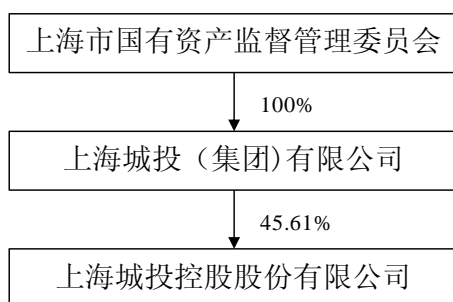 上海市国有资产监督管理委员会
100%
上海城投（集团)有限公司
45.61%
上海城投控股股份有限公司